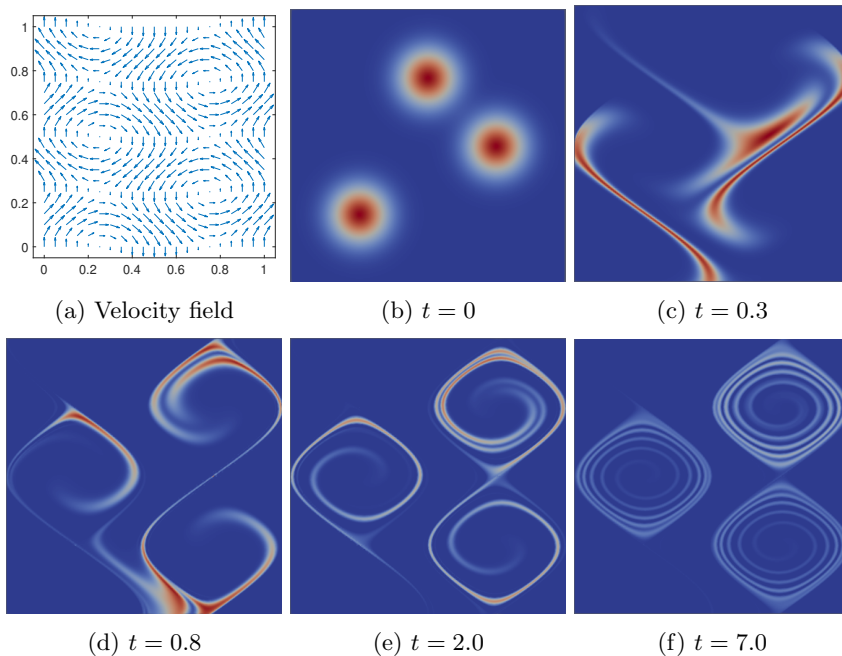 1
0.8
0.6
0.4
0.2
0
0 0.2 0.4 0.6 0.8 1
(a) Velocity field
(b) t = 0
(c) t = 0.3
(d) t = 0.8
(e) t = 2.0
(f) t = 7.0